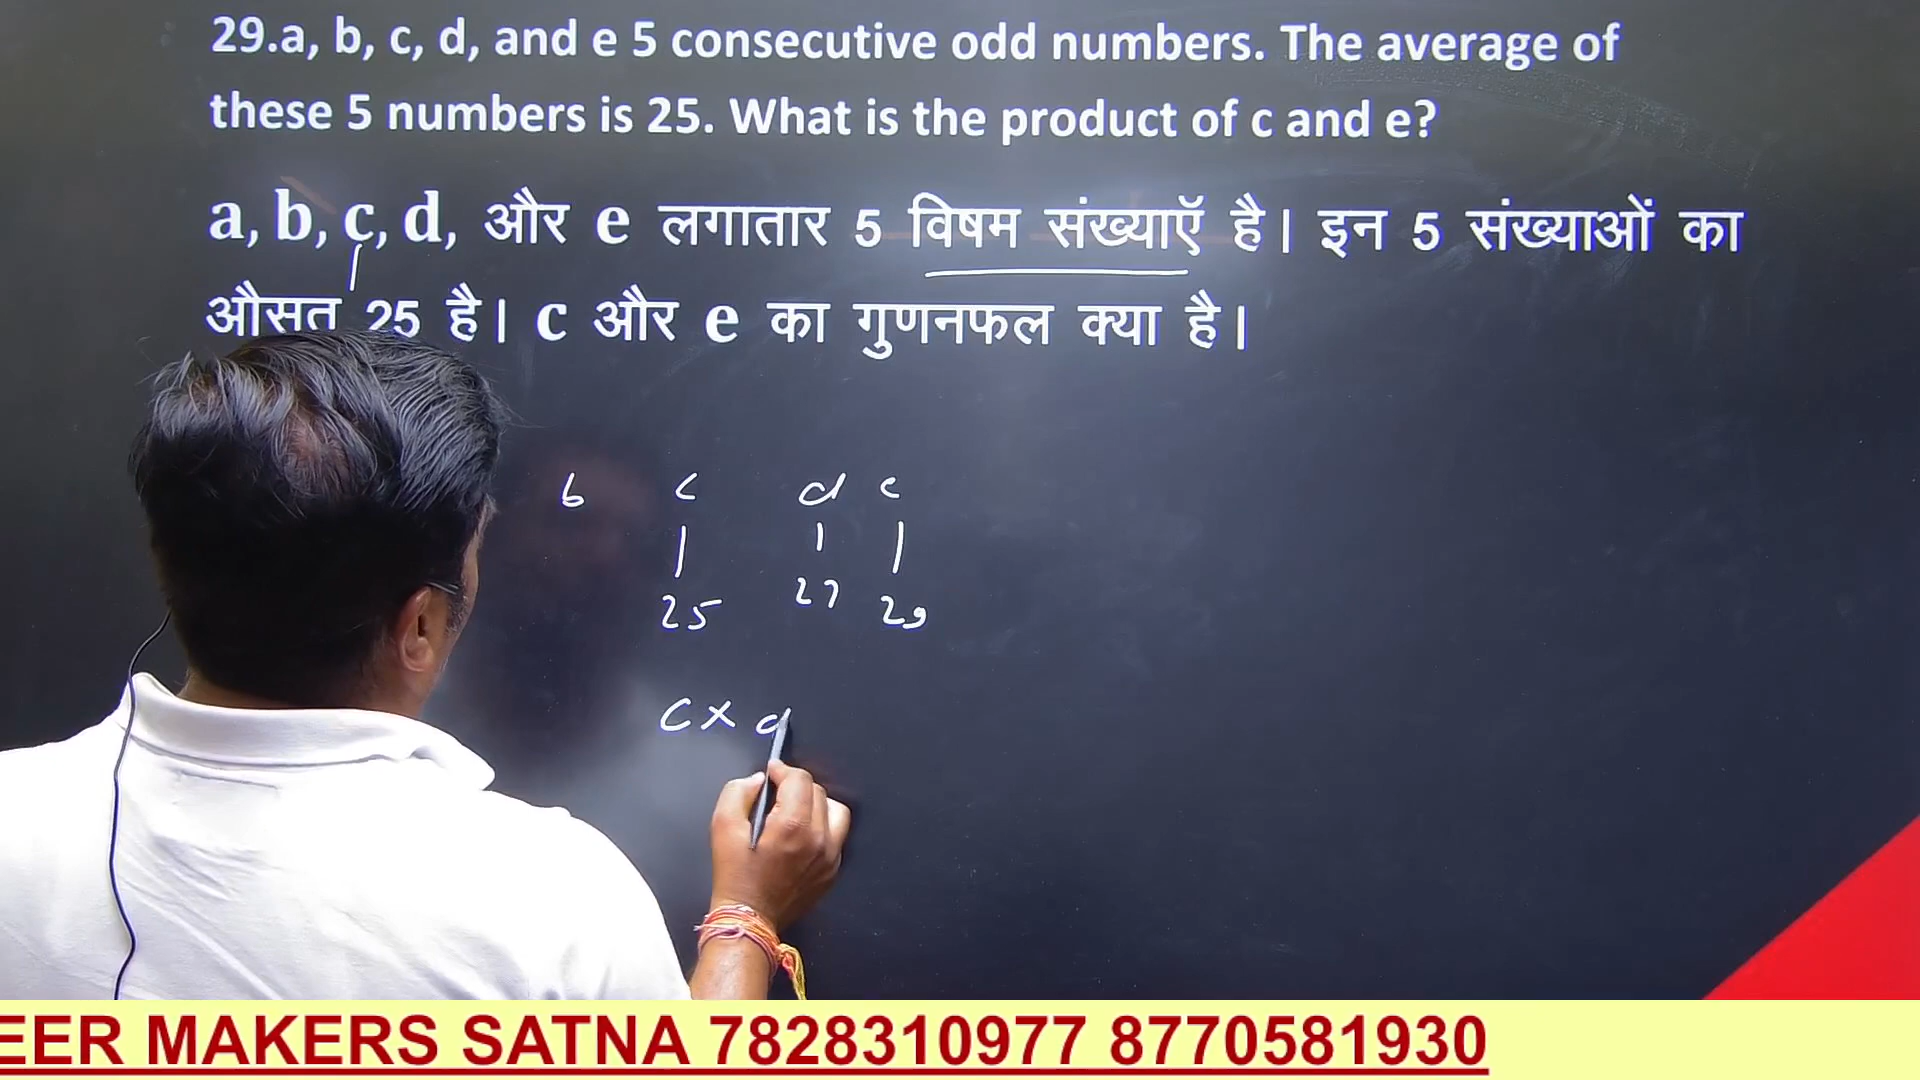 29.a, b, c, d, and e 5 consecutive odd numbers. The average of
these 5 numbers is 25. What is the product of c and e?
a, b, c, d, और e लगातार 5 विषम संख्याऍ है। इन 5 संख्याओं का
औसत 25 है। c और e का गुणनफल क्या है।
b c d e
25 27 29
c x d
EER MAKERS SATNA 7828310977 8770581930